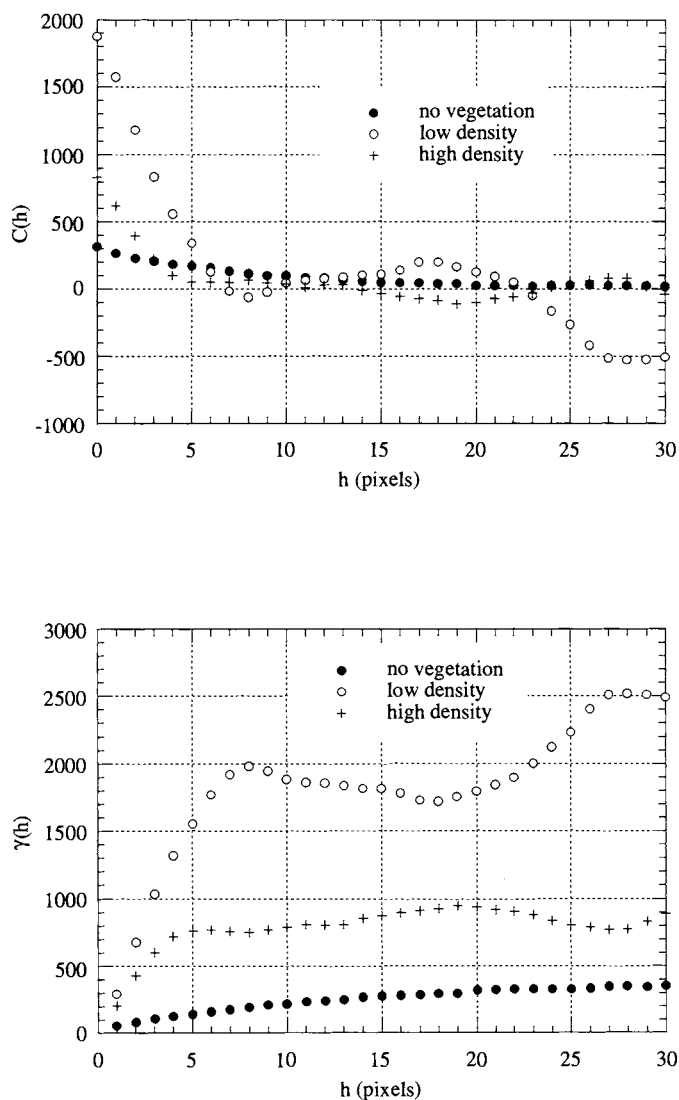 2000
1500
1000
500
0
-500
-1000
C(h)
no vegetation
low density
high density
0 5 10 15 20 25 30
h (pixels)
3000
2500
2000
1500
1000
500
0
γ(h)
no vegetation
low density
high density
0 5 10 15 20 25 30
h (pixels)